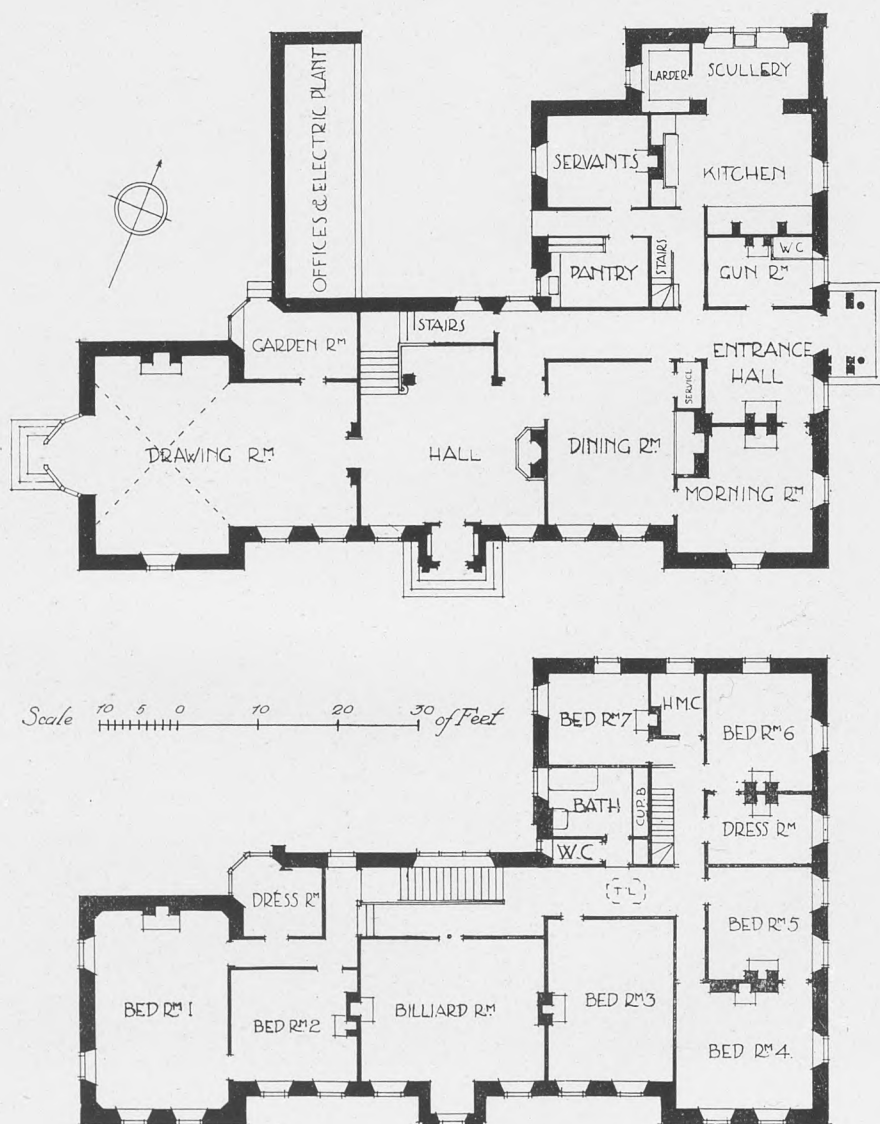 OFFICES & ELECTRIC PLANT
LARDER
SCULLERY
SERVANTS
KITCHEN
PANTRY
STAIRS
GUN RM
W.C
GARDEN RM
STAIRS
ENTRANCE
HALL
SERVICE
DRAWING RM
HALL
DINING RM
MORNING RM
Scale 10 5 0 10 20 30 of Feet
BED RM 7
H.M.C
BED RM 6
BATH
CUP.B
DRESS RM
W.C
DRESS RM
T L
BED RM 5
BED RM 1
BED RM 2
BILLIARD RM
BED RM 3
BED RM 4.